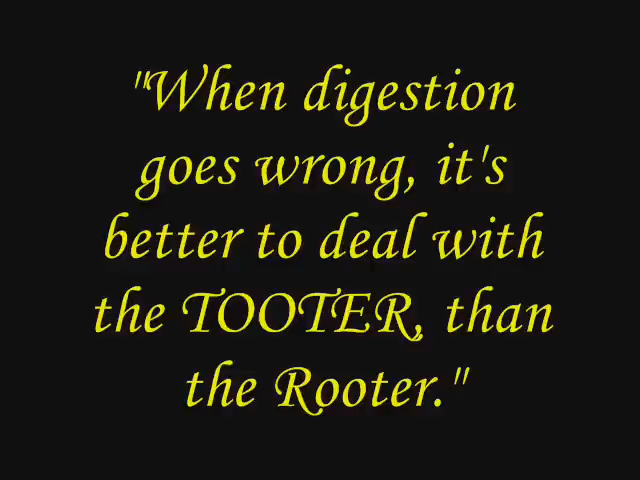 "When digestion
goes wrong, it's
better to deal with
the TOOTER, than
the Rooter."